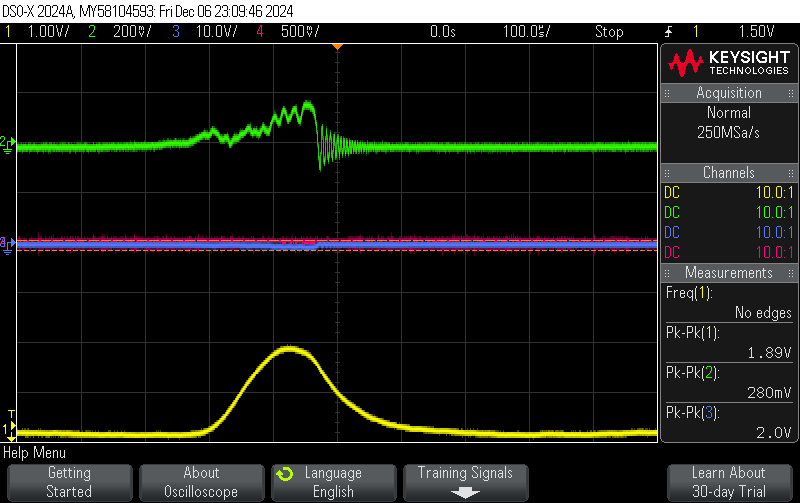 DSO-X 2024A, MY58104593: Fri Dec 06 23:09:46 2024
1 1.00V/ 2 200mV/ 3 10.0V/ 4 500mV/ 0.0s 100.0ms/ Stop 1 1.50V
KEYSIGHT
TECHNOLOGIES
Acquisition
Normal
250MSa/s
Channels
DC 10.0:1
DC 10.0:1
DC 10.0:1
DC 10.0:1
Measurements
Freq(1):
No edges
Pk-Pk(1):
1.89V
Pk-Pk(2):
280mV
Pk-Pk(3):
2.0V
2
T
1
Help Menu
Getting
Started
About
Oscilloscope
Language
English
Training Signals
Learn About
30-day Trial